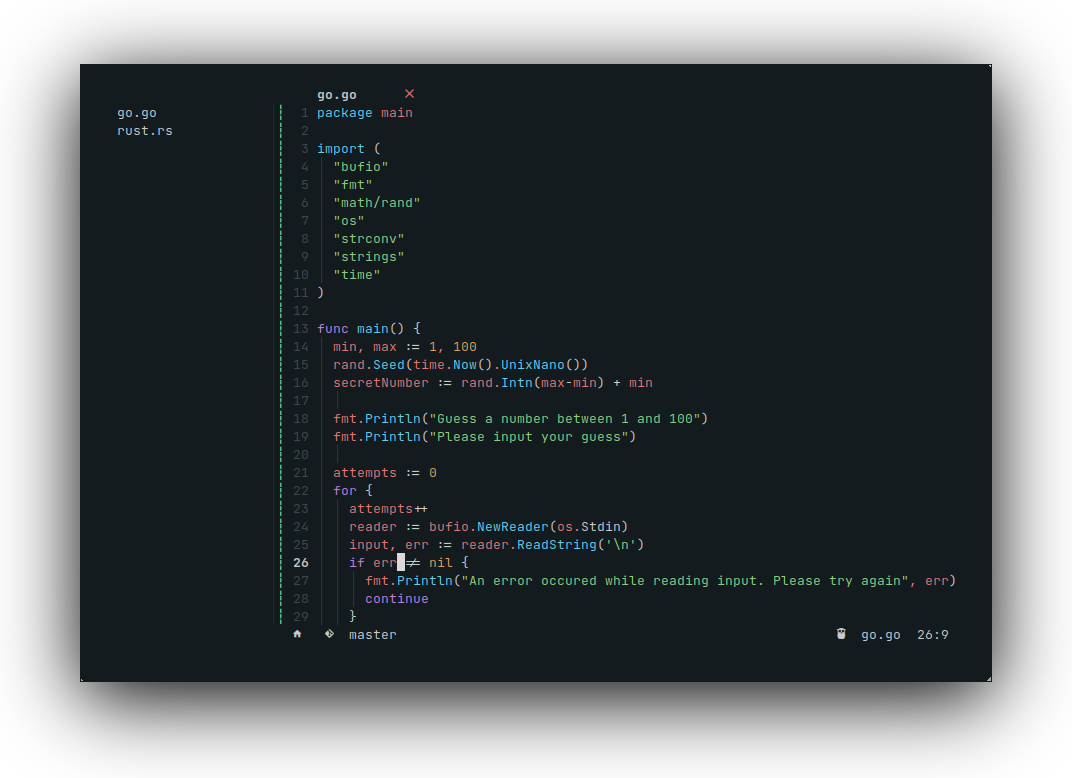 go.go ×
go.go
rust.rs
1 package main
2
3 import (
4 "bufio"
5 "fmt"
6 "math/rand"
7 "os"
8 "strconv"
9 "strings"
10 "time"
11 )
12
13 func main() {
14 min, max := 1, 100
15 rand.Seed(time.Now().UnixNano())
16 secretNumber := rand.Intn(max-min) + min
17
18 fmt.Println("Guess a number between 1 and 100")
19 fmt.Println("Please input your guess")
20
21 attempts := 0
22 for {
23 attempts++
24 reader := bufio.NewReader(os.Stdin)
25 input, err := reader.ReadString('\n')
26 if err != nil {
27 fmt.Println("An error occured while reading input. Please try again", err)
28 continue
29 }
master go.go 26:9